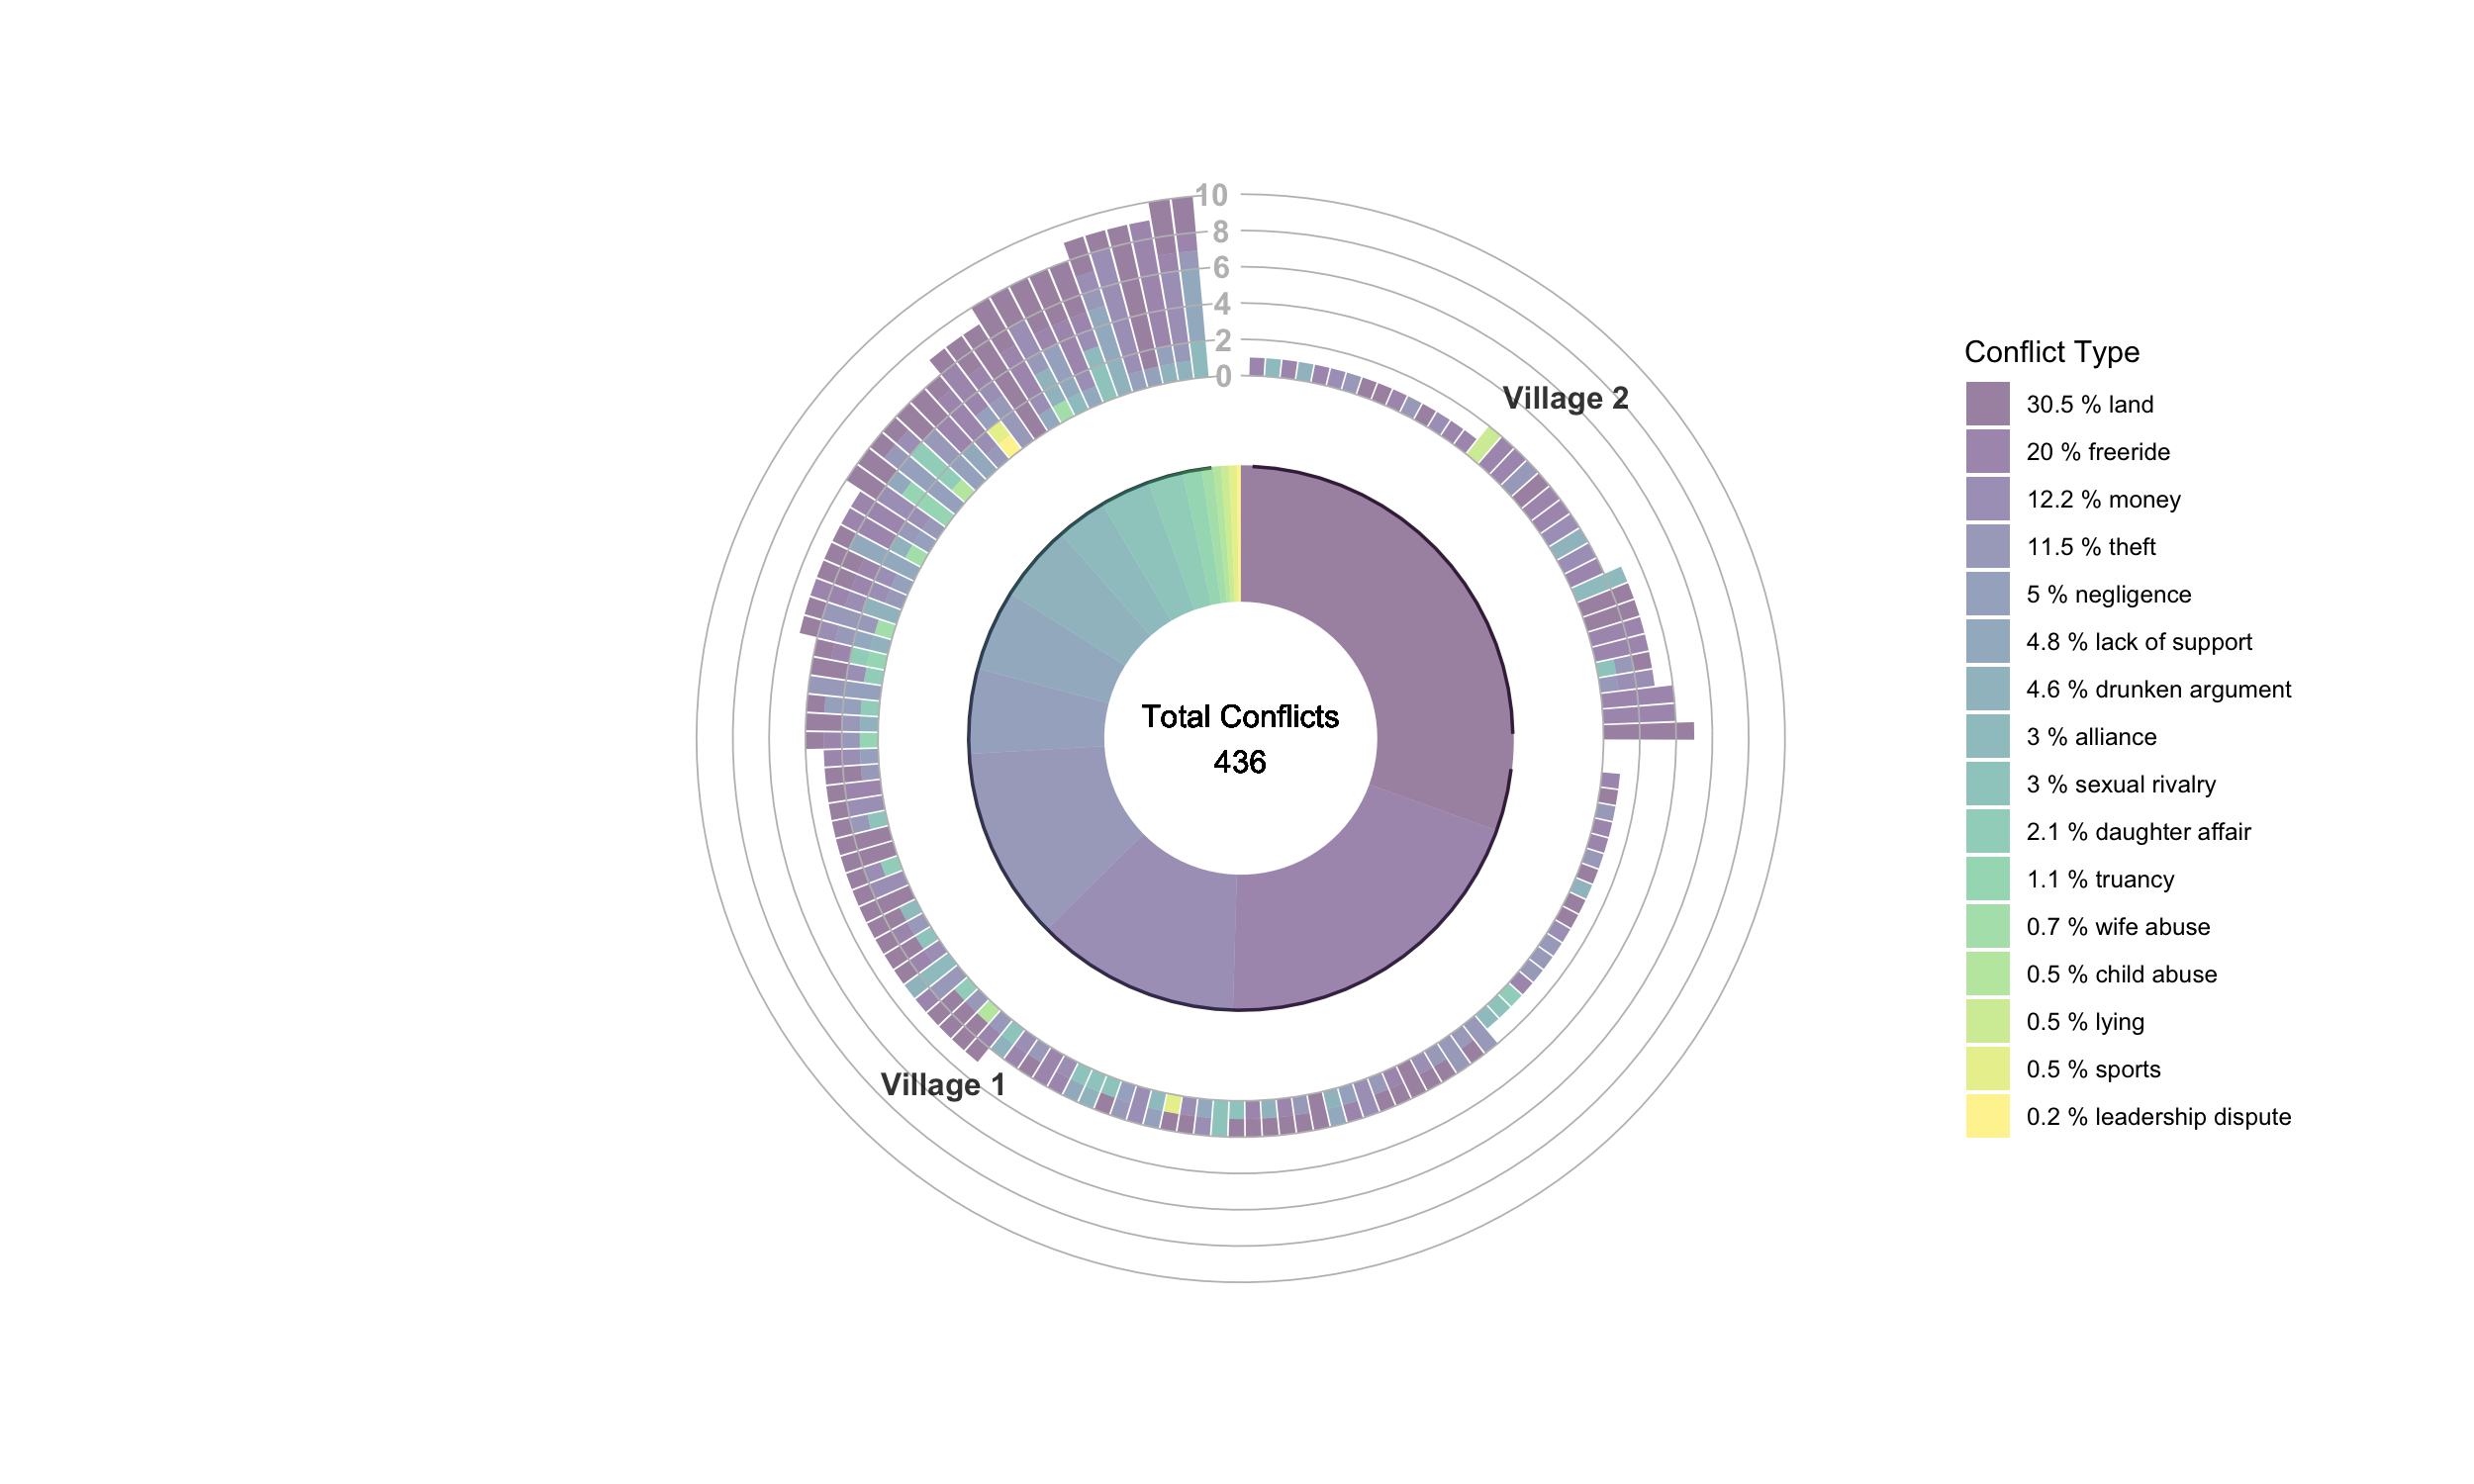 10
8
6
4
2
0
Village 2
Total Conflicts
436
Village 1
Conflict Type
30.5 % land
20 % freeride
12.2 % money
11.5 % theft
5 % negligence
4.8 % lack of support
4.6 % drunken argument
3 % alliance
3 % sexual rivalry
2.1 % daughter affair
1.1 % truancy
0.7 % wife abuse
0.5 % child abuse
0.5 % lying
0.5 % sports
0.2 % leadership dispute